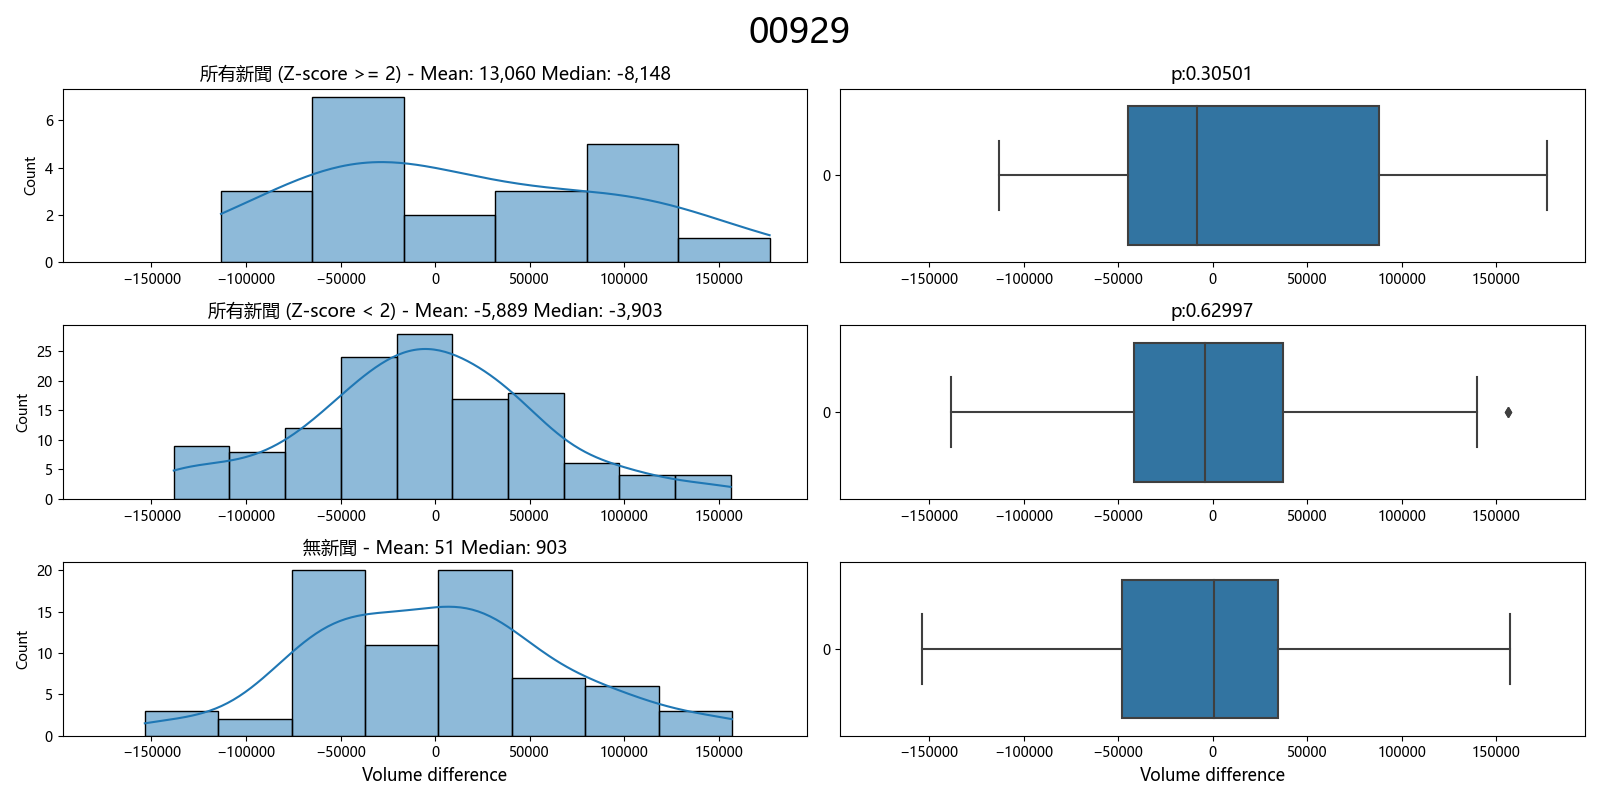 00929
所有新聞 (Z-score >= 2) - Mean: 13,060 Median: -8,148
p:0.30501
Count
6
4
2
0
−150000 −100000 −50000 0 50000 100000 150000
0
−150000 −100000 −50000 0 50000 100000 150000
所有新聞 (Z-score < 2) - Mean: -5,889 Median: -3,903
p:0.62997
Count
25
20
15
10
5
0
−150000 −100000 −50000 0 50000 100000 150000
0
−150000 −100000 −50000 0 50000 100000 150000
無新聞 - Mean: 51 Median: 903
Count
20
15
10
5
0
−150000 −100000 −50000 0 50000 100000 150000
Volume difference
0
−150000 −100000 −50000 0 50000 100000 150000
Volume difference